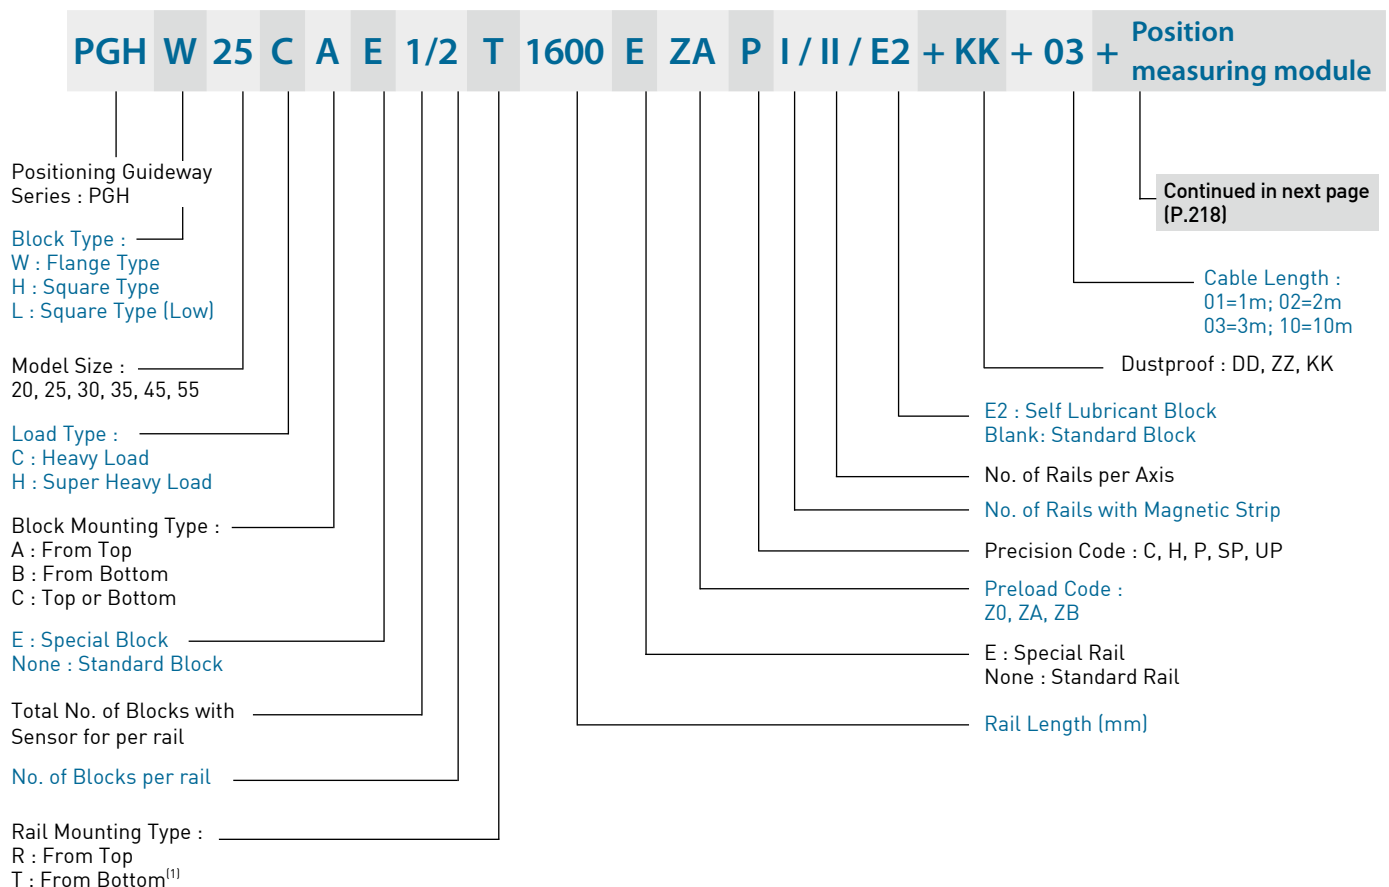 PGH W 25 C A E 1/2 T 1600 E ZA P I / II / E2 + KK + 03 + Position
measuring module
Positioning Guideway
Series : PGH
Block Type :
W : Flange Type
H : Square Type
L : Square Type (Low)
Model Size :
20, 25, 30, 35, 45, 55
Load Type :
C : Heavy Load
H : Super Heavy Load
Block Mounting Type :
A : From Top
B : From Bottom
C : Top or Bottom
E : Special Block
None : Standard Block
Total No. of Blocks with
Sensor for per rail
No. of Blocks per rail
Rail Mounting Type :
R : From Top
T : From Bottom(1)
Continued in next page
(P.218)
Cable Length :
01=1m; 02=2m
03=3m; 10=10m
Dustproof : DD, ZZ, KK
E2 : Self Lubricant Block
Blank: Standard Block
No. of Rails per Axis
No. of Rails with Magnetic Strip
Precision Code : C, H, P, SP, UP
Preload Code :
Z0, ZA, ZB
E : Special Rail
None : Standard Rail
Rail Length (mm)